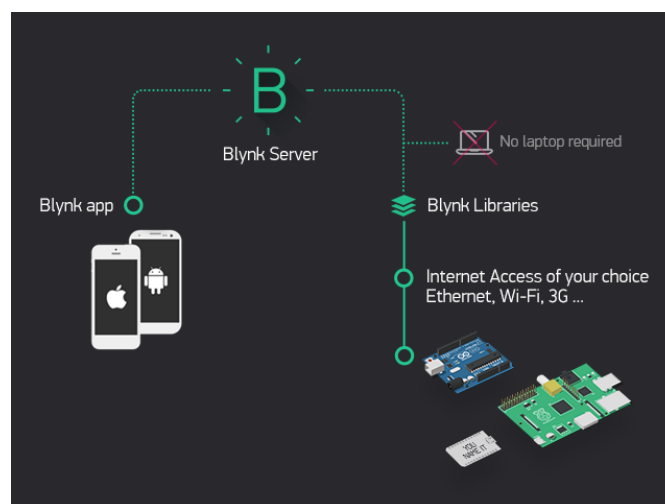 B
Blynk Server
No laptop required
Blynk app
Blynk Libraries
Internet Access of your choice
Ethernet, Wi-Fi, 3G ...
YOU
NAME IT